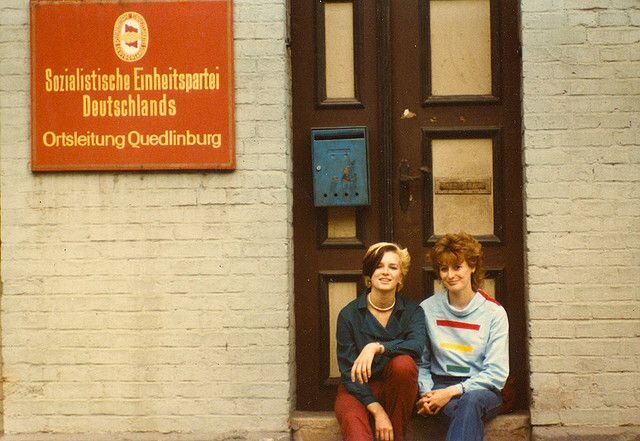 Sozialistische Einheitspartei
Deutschlands
Ortsleitung Quedlinburg